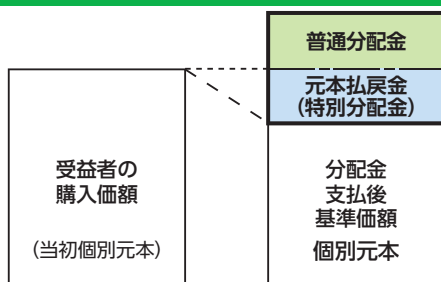 普通分配金
元本払戻金
(特別分配金)
受益者の
購入価額
(当初個別元本)
分配金
支払後
基準価額
個別元本